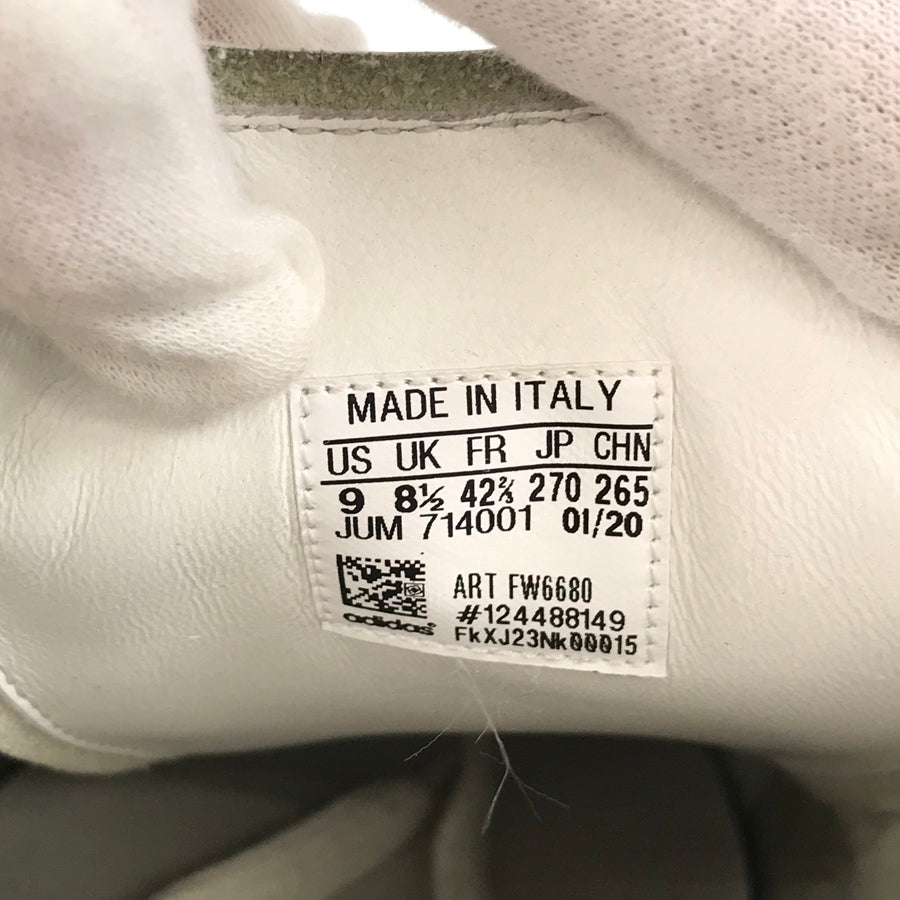 MADE IN ITALY
US UK FR JP CHN
9 8½ 42⅔ 270 265
JUM 714001 01/20
ART FW6680
#124488149
adidas
FkXJ23Nk00015